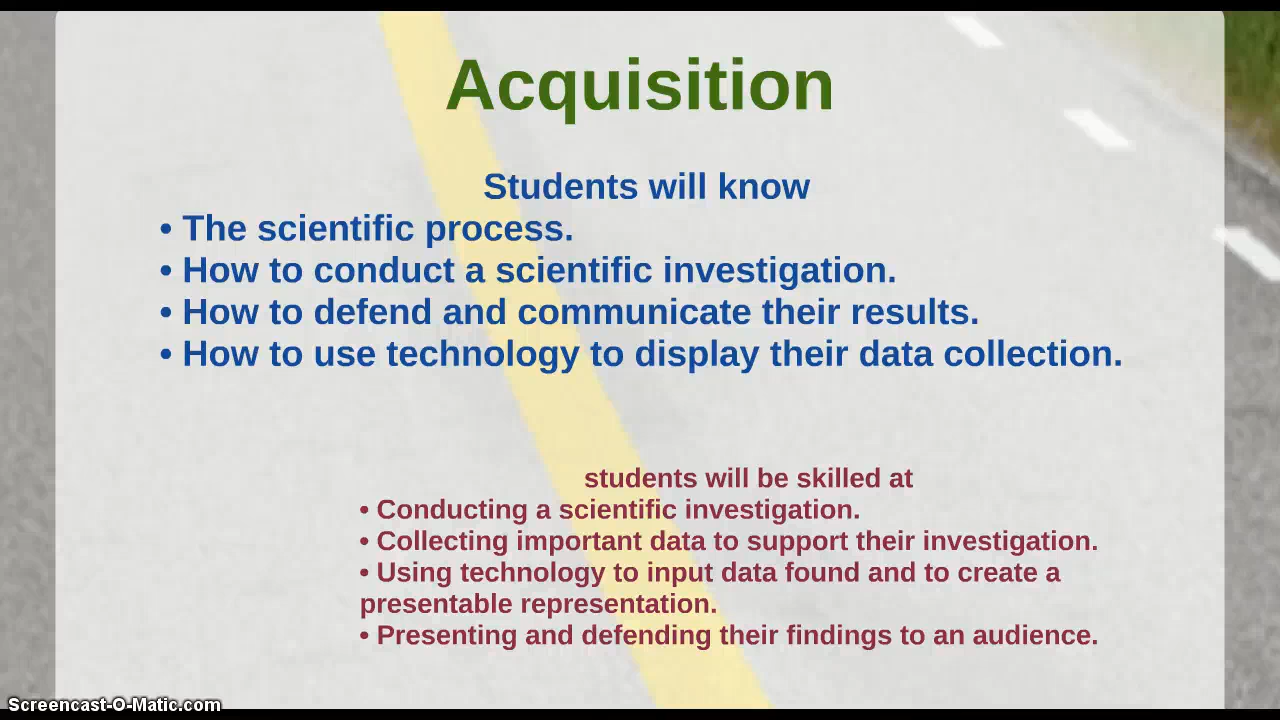 Acquisition
Students will know
• The scientific process.
• How to conduct a scientific investigation.
• How to defend and communicate their results.
• How to use technology to display their data collection.
students will be skilled at
• Conducting a scientific investigation.
• Collecting important data to support their investigation.
• Using technology to input data found and to create a
presentable representation.
• Presenting and defending their findings to an audience.
Screencast-O-Matic.com